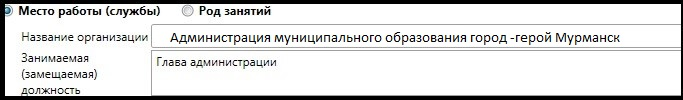 Место работы (службы) Род занятий
Название организации Администрация муниципального образования город -герой Мурманск
Занимаемая Глава администрации
(замещаемая)
должность